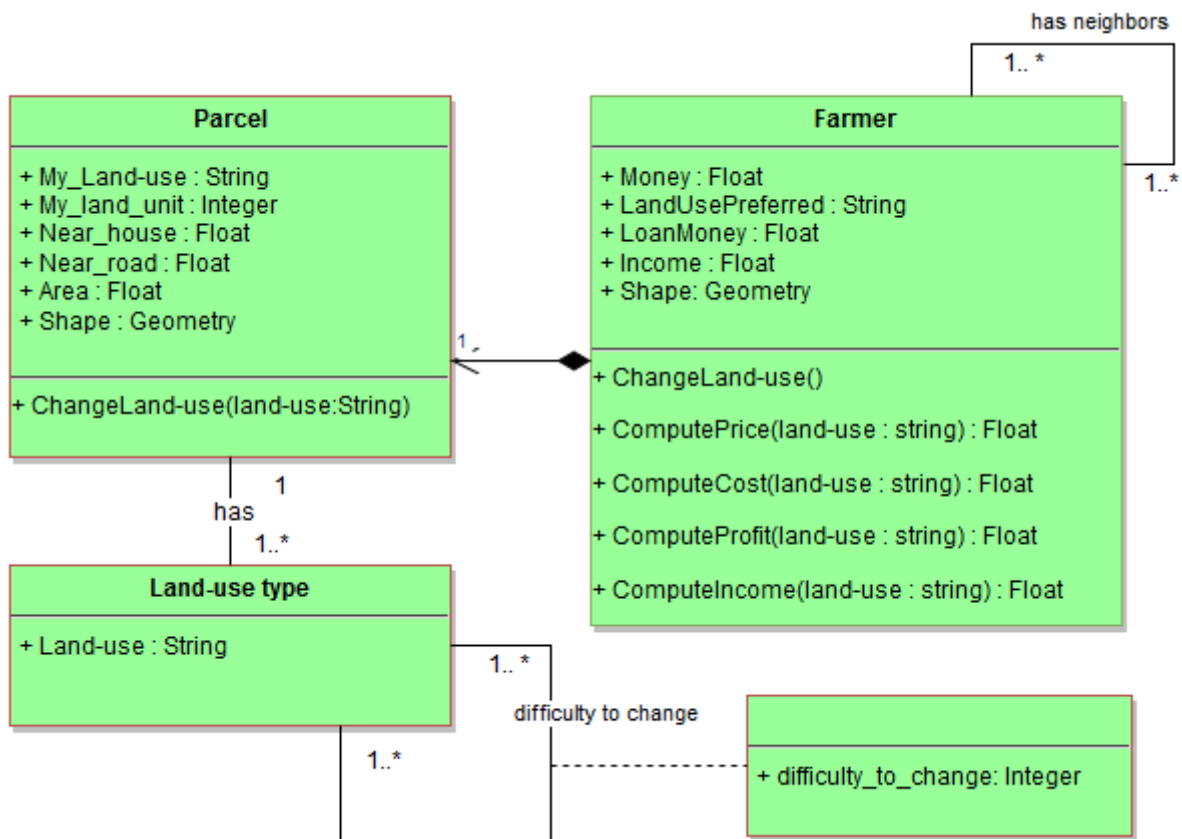 has neighbors
1.. *
1..*
Parcel
+ My_Land-use : String
+ My_land_unit : Integer
+ Near_house : Float
+ Near_road : Float
+ Area : Float
+ Shape : Geometry
+ ChangeLand-use(land-use:String)
1
Farmer
+ Money : Float
+ LandUsePreferred : String
+ LoanMoney : Float
+ Income : Float
+ Shape: Geometry
+ ChangeLand-use()
+ ComputePrice(land-use : string) : Float
+ ComputeCost(land-use : string) : Float
+ ComputeProfit(land-use : string) : Float
+ ComputeIncome(land-use : string) : Float
1
has
1..*
Land-use type
+ Land-use : String
1.. *
difficulty to change
1..*
+ difficulty_to_change: Integer